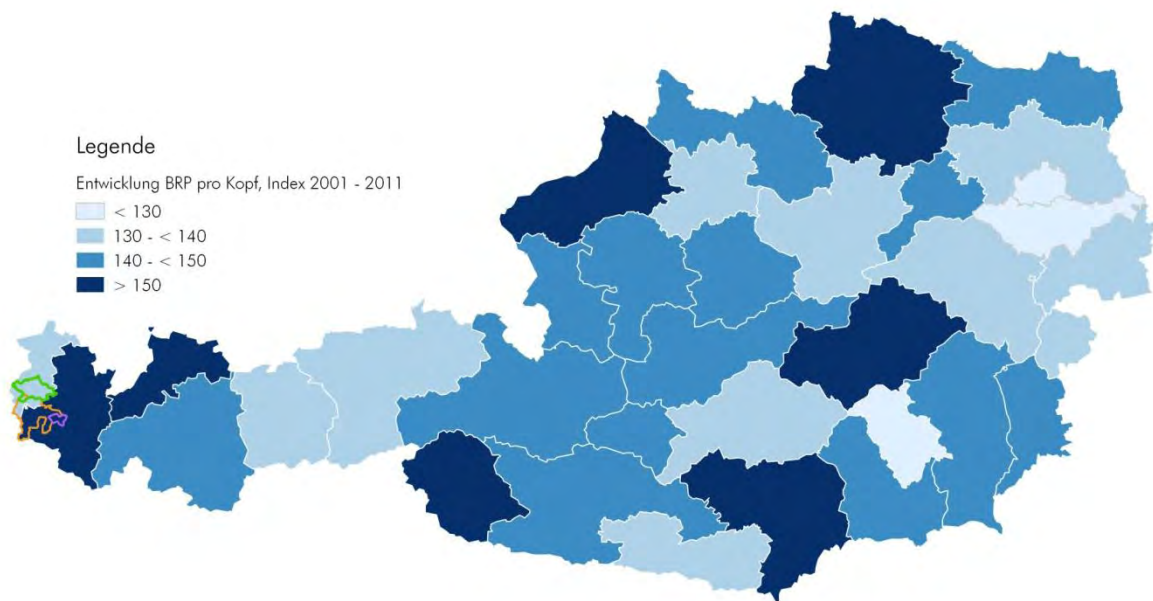 Legende
Entwicklung BRP pro Kopf, Index 2001 - 2011
< 130
130 - < 140
140 - < 150
> 150